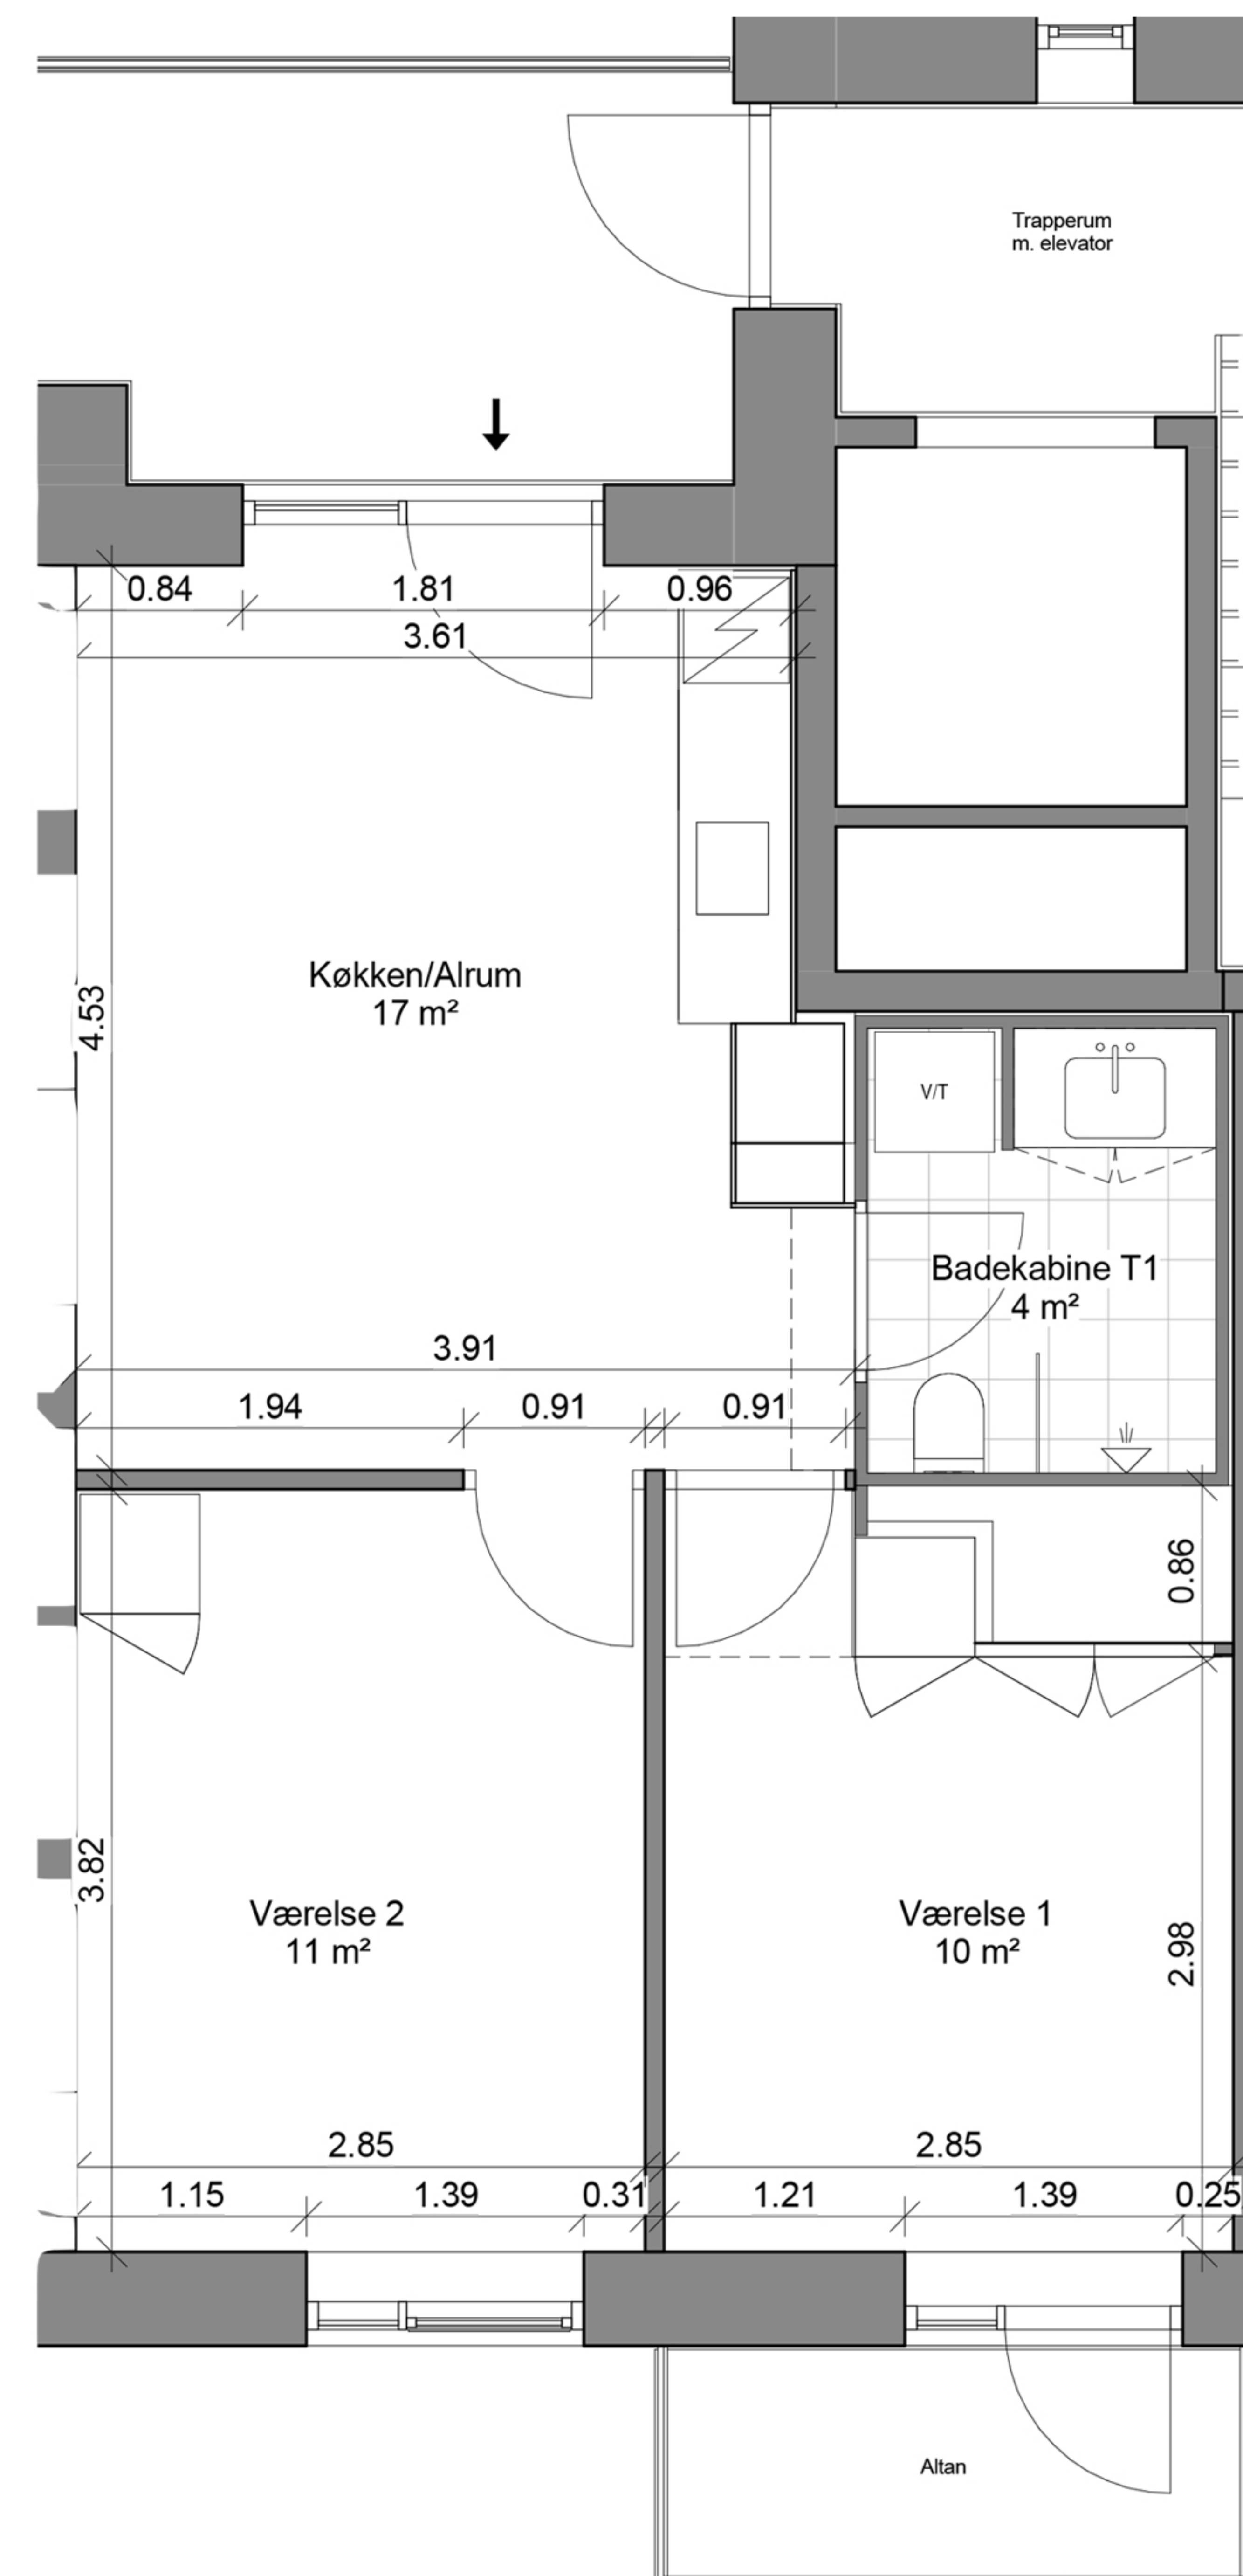 Trapperum
m. elevator
0.84
1.81
0.96
3.61
Køkken/Alrum
17 m²
4.53
V/T
Badekabine T1
4 m²
3.91
1.94
0.91
0.91
0.86
3.82
Værelse 2
11 m²
Værelse 1
10 m²
2.98
2.85
2.85
1.15
1.39
0.31
1.21
1.39
0.25
Altan